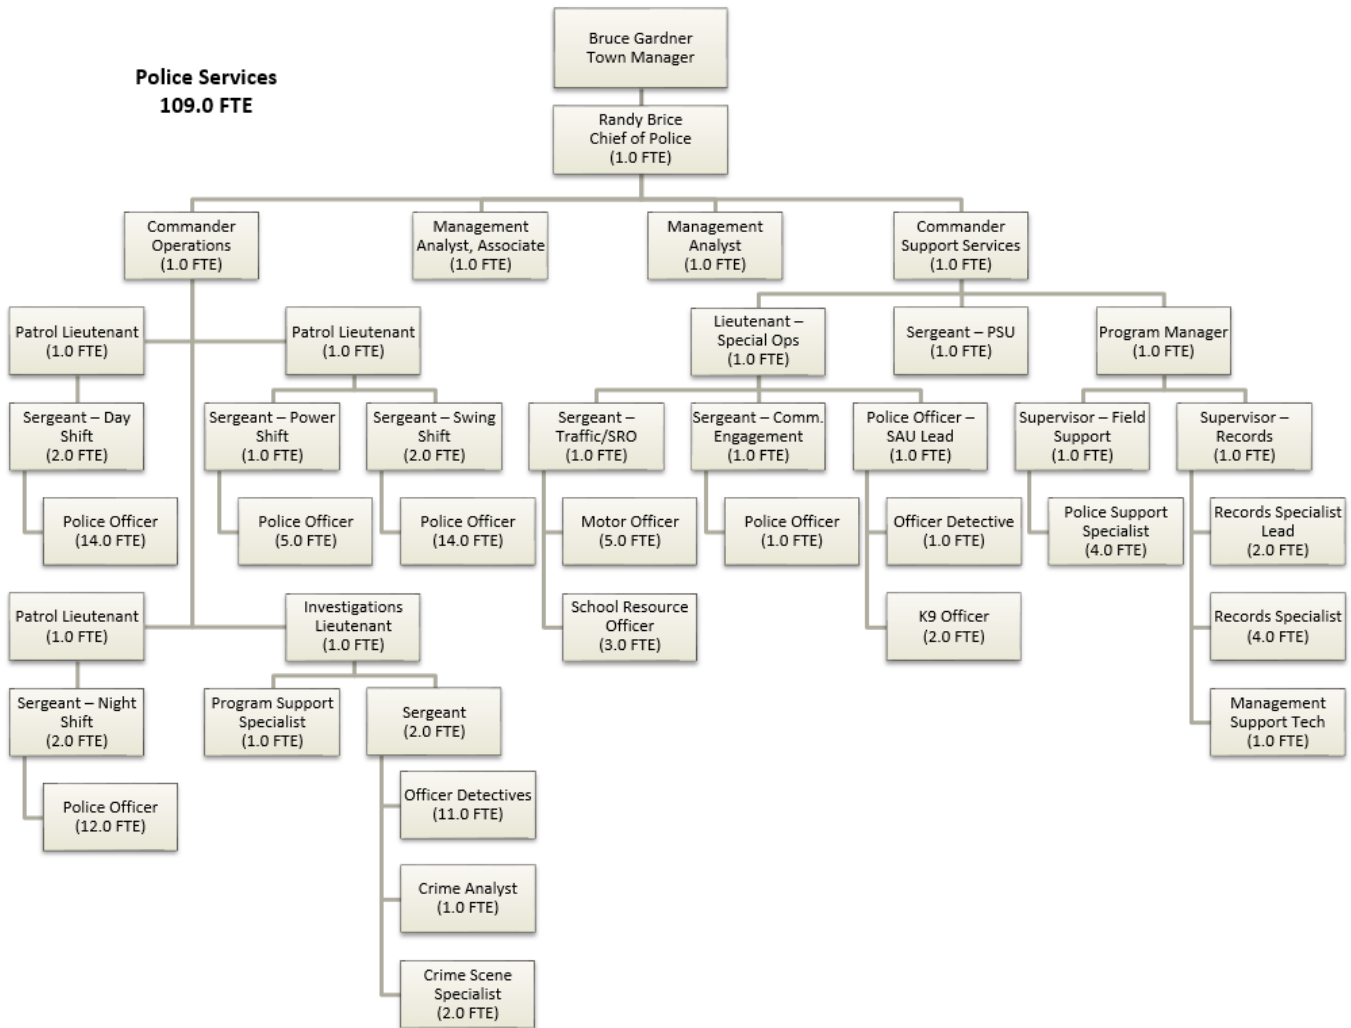 Police Services
109.0 FTE
Bruce Gardner
Town Manager
Randy Brice
Chief of Police
(1.0 FTE)
Commander
Operations
(1.0 FTE)
Management
Analyst, Associate
(1.0 FTE)
Management
Analyst
(1.0 FTE)
Commander
Support Services
(1.0 FTE)
Patrol Lieutenant
(1.0 FTE)
Patrol Lieutenant
(1.0 FTE)
Lieutenant –
Special Ops
(1.0 FTE)
Sergeant – PSU
(1.0 FTE)
Program Manager
(1.0 FTE)
Sergeant – Day
Shift
(2.0 FTE)
Sergeant – Power
Shift
(1.0 FTE)
Sergeant – Swing
Shift
(2.0 FTE)
Sergeant –
Traffic/SRO
(1.0 FTE)
Sergeant – Comm.
Engagement
(1.0 FTE)
Police Officer –
SAU Lead
(1.0 FTE)
Supervisor – Field
Support
(1.0 FTE)
Supervisor –
Records
(1.0 FTE)
Police Officer
(14.0 FTE)
Police Officer
(5.0 FTE)
Police Officer
(14.0 FTE)
Motor Officer
(5.0 FTE)
Police Officer
(1.0 FTE)
Officer Detective
(1.0 FTE)
Police Support
Specialist
(4.0 FTE)
Records Specialist
Lead
(2.0 FTE)
Patrol Lieutenant
(1.0 FTE)
Investigations
Lieutenant
(1.0 FTE)
School Resource
Officer
(3.0 FTE)
K9 Officer
(2.0 FTE)
Records Specialist
(4.0 FTE)
Sergeant – Night
Shift
(2.0 FTE)
Program Support
Specialist
(1.0 FTE)
Sergeant
(2.0 FTE)
Management
Support Tech
(1.0 FTE)
Police Officer
(12.0 FTE)
Officer Detectives
(11.0 FTE)
Crime Analyst
(1.0 FTE)
Crime Scene
Specialist
(2.0 FTE)